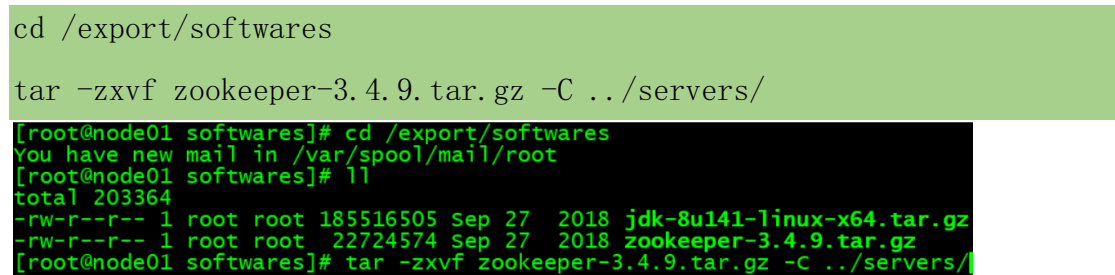 cd /export/softwares
tar -zxvf zookeeper-3.4.9.tar.gz -C ../servers/
[root@node01 softwares]# cd /export/softwares
You have new mail in /var/spool/mail/root
[root@node01 softwares]# ll
total 203364
-rw-r--r-- 1 root root 185516505 Sep 27  2018 jdk-8u141-linux-x64.tar.gz
-rw-r--r-- 1 root root  22724574 Sep 27  2018 zookeeper-3.4.9.tar.gz
[root@node01 softwares]# tar -zxvf zookeeper-3.4.9.tar.gz -C ../servers/